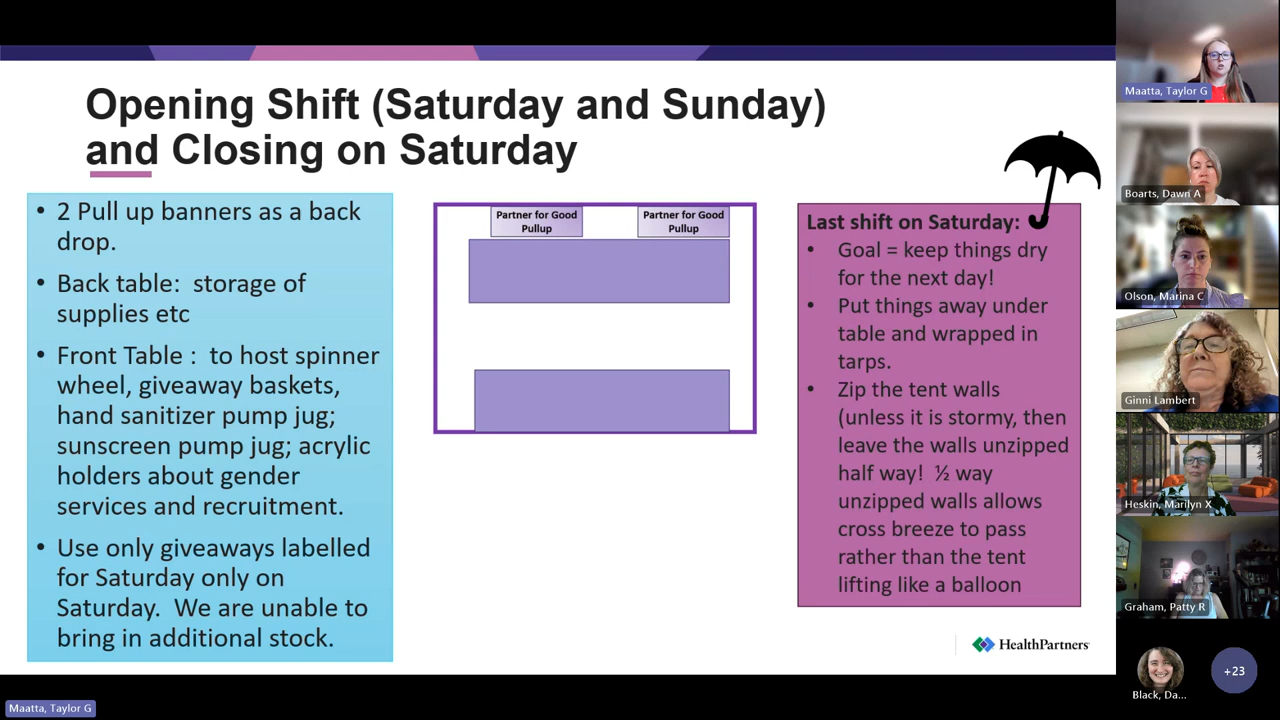 Opening Shift (Saturday and Sunday)
and Closing on Saturday
• 2 Pull up banners as a back
drop.
• Back table: storage of
supplies etc
• Front Table : to host spinner
wheel, giveaway baskets,
hand sanitizer pump jug;
sunscreen pump jug; acrylic
holders about gender
services and recruitment.
• Use only giveaways labelled
for Saturday only on
Saturday. We are unable to
bring in additional stock.
Partner for Good
Pullup
Partner for Good
Pullup
Last shift on Saturday:
• Goal = keep things dry
for the next day!
• Put things away under
table and wrapped in
tarps.
• Zip the tent walls
(unless it is stormy, then
leave the walls unzipped
half way! ½ way
unzipped walls allows
cross breeze to pass
rather than the tent
lifting like a balloon
HealthPartners
Maatta, Taylor G
Maatta, Taylor G
Boarts, Dawn A
Olson, Marina C
Ginni Lambert
Heskin, Marilyn X
Graham, Patty R
Black, Da...
+23